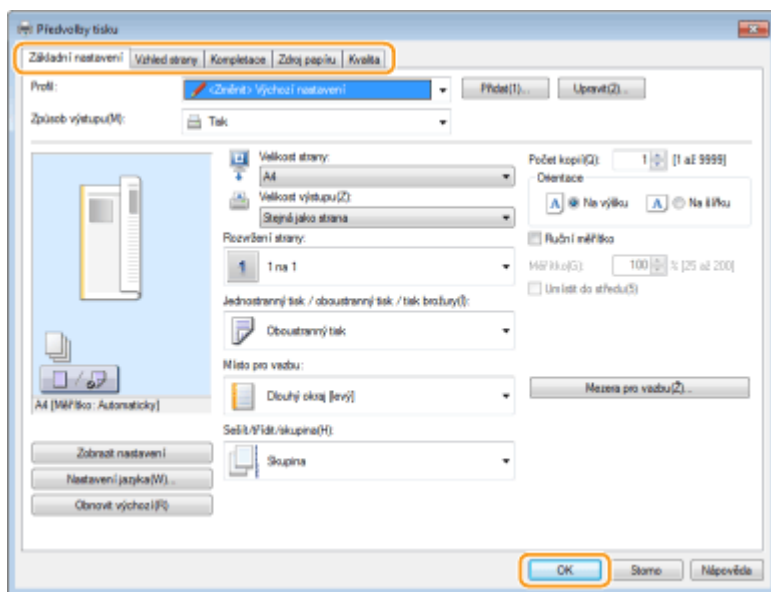 Předvolby tisku
Základní nastavení Vzhled strany Kompletace Zdroj papíru Kvalita
Profil: <Změnit> Výchozí nastavení Přidat(1)... Upravit(2)...
Způsob výstupu(M): Tisk
Velikost strany:
A4
Velikost výstupu(Z):
Stejná jako strana
Rozvržení strany:
1 na 1
Jednostranný tisk / oboustranný tisk / tisk brožury(I):
Oboustranný tisk
Místo pro vazbu:
Dlouhý okraj [levý]
Sešít/třídit/skupina(H):
Skupina
Počet kopií(Q): 1 [1 až 9999]
Orientace
A Na výšku A Na šířku
Ruční měřítko
Měřítko(G): 100 % [25 až 200]
Umístit do středu(5)
Mezera pro vazbu(Ž)...
A4 [Měřítko: Automaticky]
Zobrazit nastavení
Nastavení jazyka(W)...
Obnovit výchozí(R)
OK Storno Nápověda